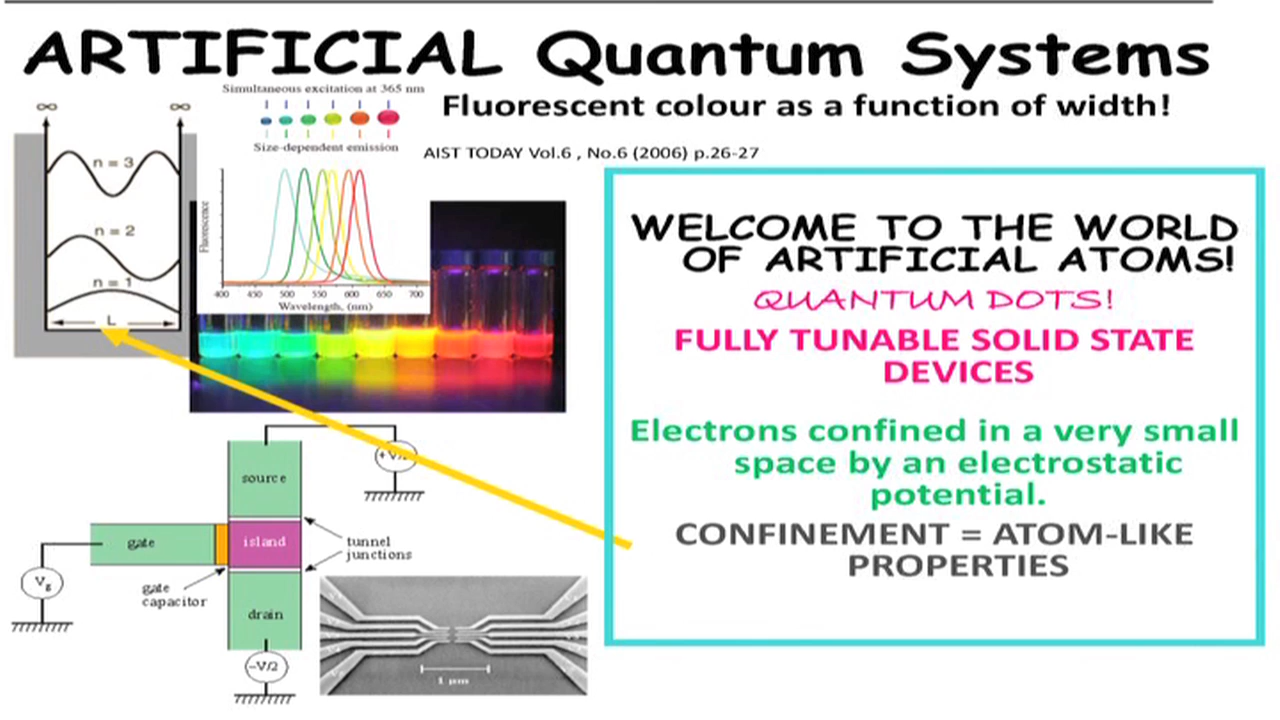 ARTIFICIAL Quantum Systems
Simultaneous excitation at 365 nm
Size-dependent emission
Fluorescent colour as a function of width!
AIST TODAY Vol.6 , No.6 (2006) p.26-27
∞ ∞
n = 3
n = 2
n = 1
L
Fluorescence
400 450 500 550 600 650 700
Wavelength, (nm)
WELCOME TO THE WORLD
OF ARTIFICIAL ATOMS!
QUANTUM DOTS!
FULLY TUNABLE SOLID STATE
DEVICES
Electrons confined in a very small
space by an electrostatic
potential.
CONFINEMENT = ATOM-LIKE
PROPERTIES
source
gate
island
tunnel
junctions
Vg
gate
capacitor
drain
-V/2
1 μm